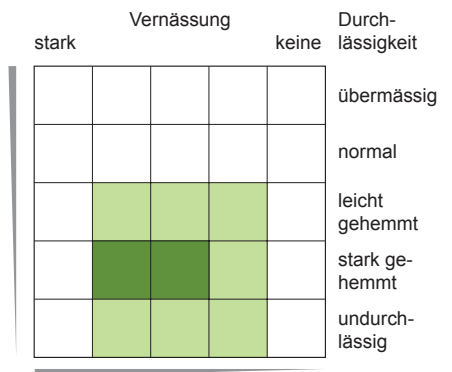 Vernässung
stark
keine
Durch-
lässigkeit
übermässig
normal
leicht
gehemmt
stark ge-
hemmt
undurch-
lässig